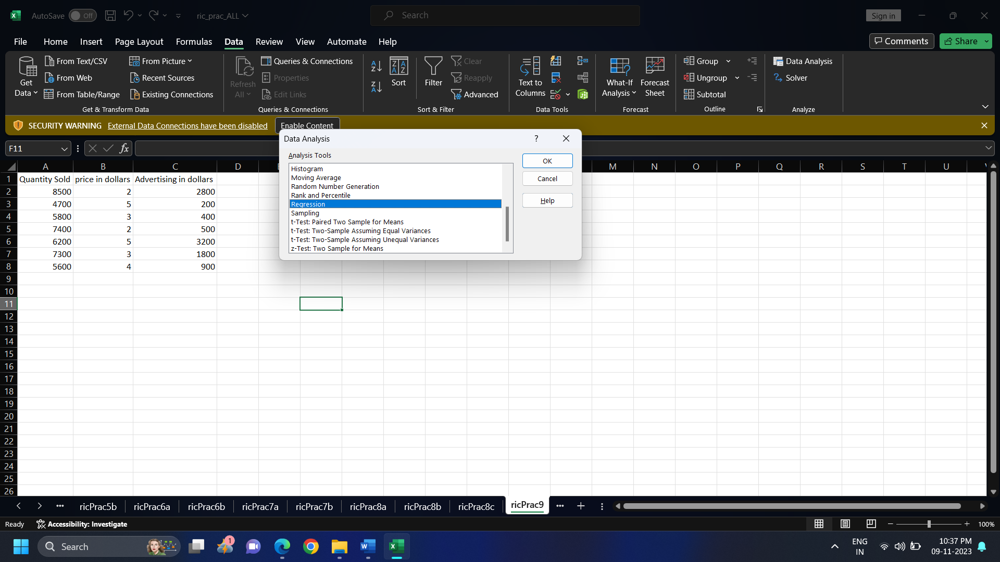 AutoSave Off ric_prac_ALL Search Sign in
File Home Insert Page Layout Formulas Data Review View Automate Help Comments Share
Get Data
From Text/CSV
From Web
From Table/Range
From Picture
Recent Sources
Existing Connections
Get & Transform Data
Refresh All
Queries & Connections
Properties
Edit Links
Queries & Connections
Sort
Filter
Clear
Reapply
Advanced
Sort & Filter
Text to Columns
Data Tools
What-If Analysis
Forecast Sheet
Forecast
Group
Ungroup
Subtotal
Outline
Data Analysis
Solver
Analyze
SECURITY WARNING External Data Connections have been disabled Enable Content
F11 fx
Data Analysis ?
Analysis Tools
Histogram
Moving Average
Random Number Generation
Rank and Percentile
Regression
Sampling
t-Test: Paired Two Sample for Means
t-Test: Two-Sample Assuming Equal Variances
t-Test: Two-Sample Assuming Unequal Variances
z-Test: Two Sample for Means
OK
Cancel
Help
A B C D M N O P Q R S T U
1 Quantity Sold price in dollars Advertising in dollars
2 8500 2 2800
3 4700 5 200
4 5800 3 400
5 7400 2 500
6 6200 5 3200
7 7300 3 1800
8 5600 4 900
9
10
11
12
13
14
15
16
17
18
19
20
21
22
23
24
25
26
ricPrac5b ricPrac6a ricPrac6b ricPrac7a ricPrac7b ricPrac8a ricPrac8b ricPrac8c ricPrac9
Ready Accessibility: Investigate 100%
Search 1 ENG IN 10:37 PM 09-11-2023